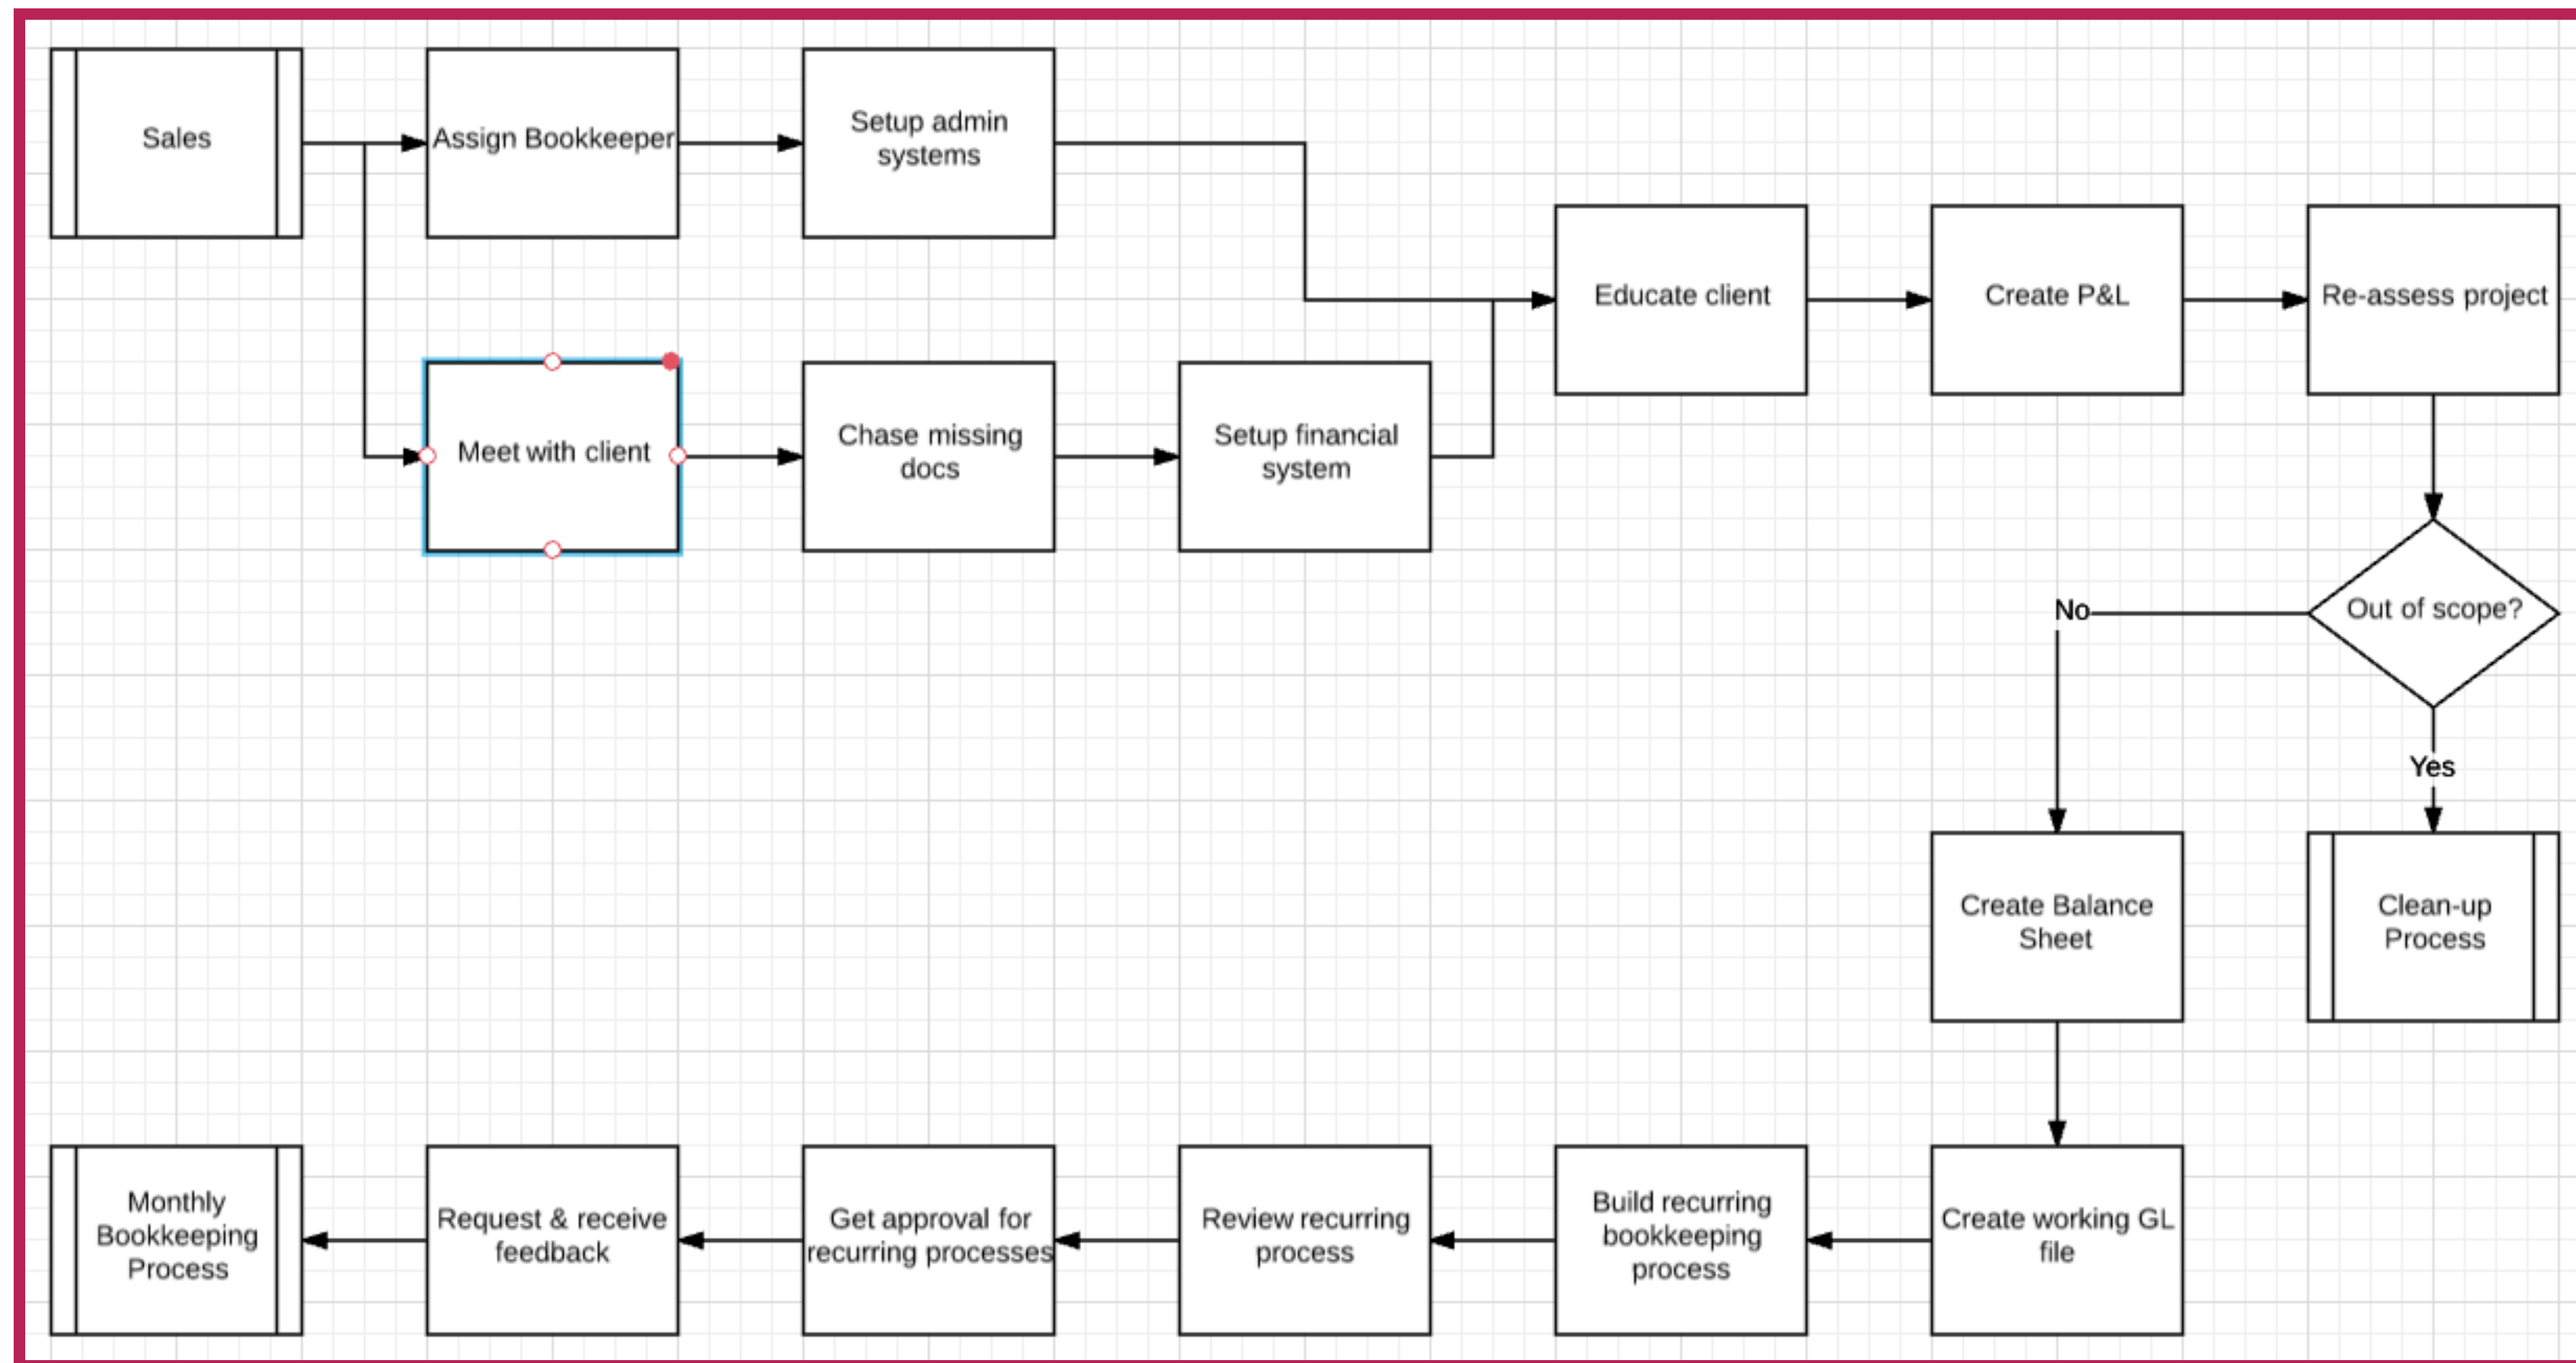 Sales
Assign Bookkeeper
Setup admin
systems
Educate client
Create P&L
Re-assess project
Meet with client
Chase missing
docs
Setup financial
system
Out of scope?
No
Yes
Create Balance
Sheet
Clean-up
Process
Monthly
Bookkeeping
Process
Request & receive
feedback
Get approval for
recurring processes
Review recurring
process
Build recurring
bookkeeping
process
Create working GL
file